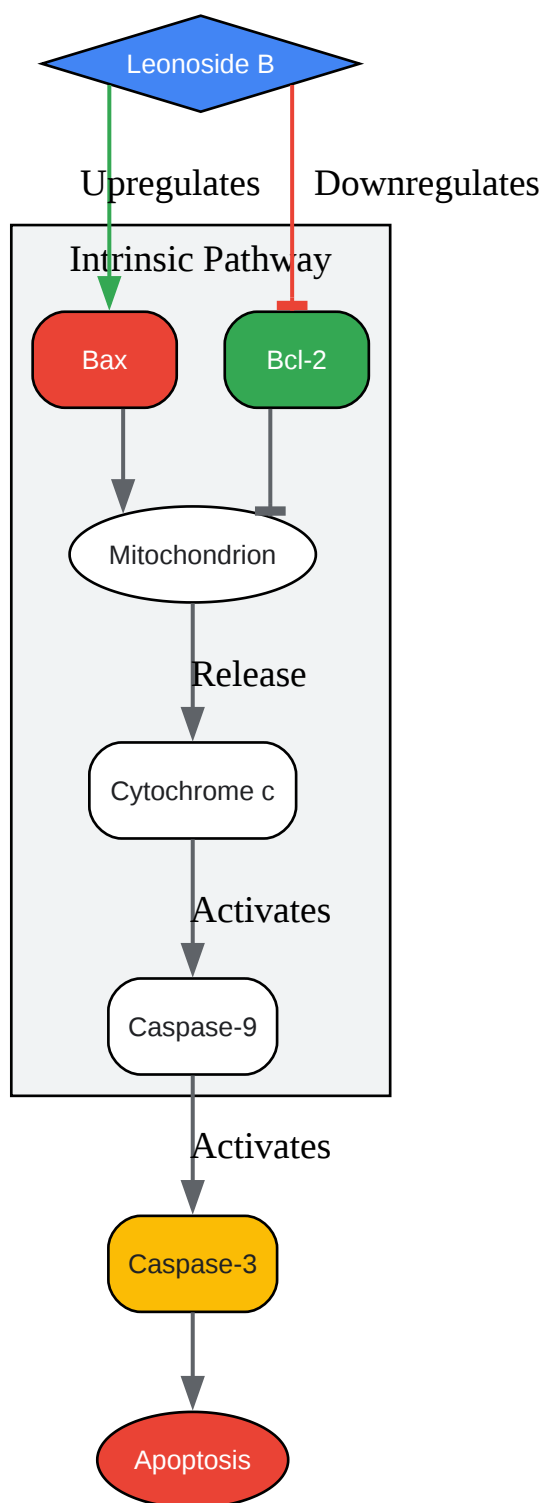 Leonoside B
Upregulates
Downregulates
Intrinsic Pathway
Bax
Bcl-2
Mitochondrion
Release
Cytochrome c
Activates
Caspase-9
Activates
Caspase-3
Apoptosis